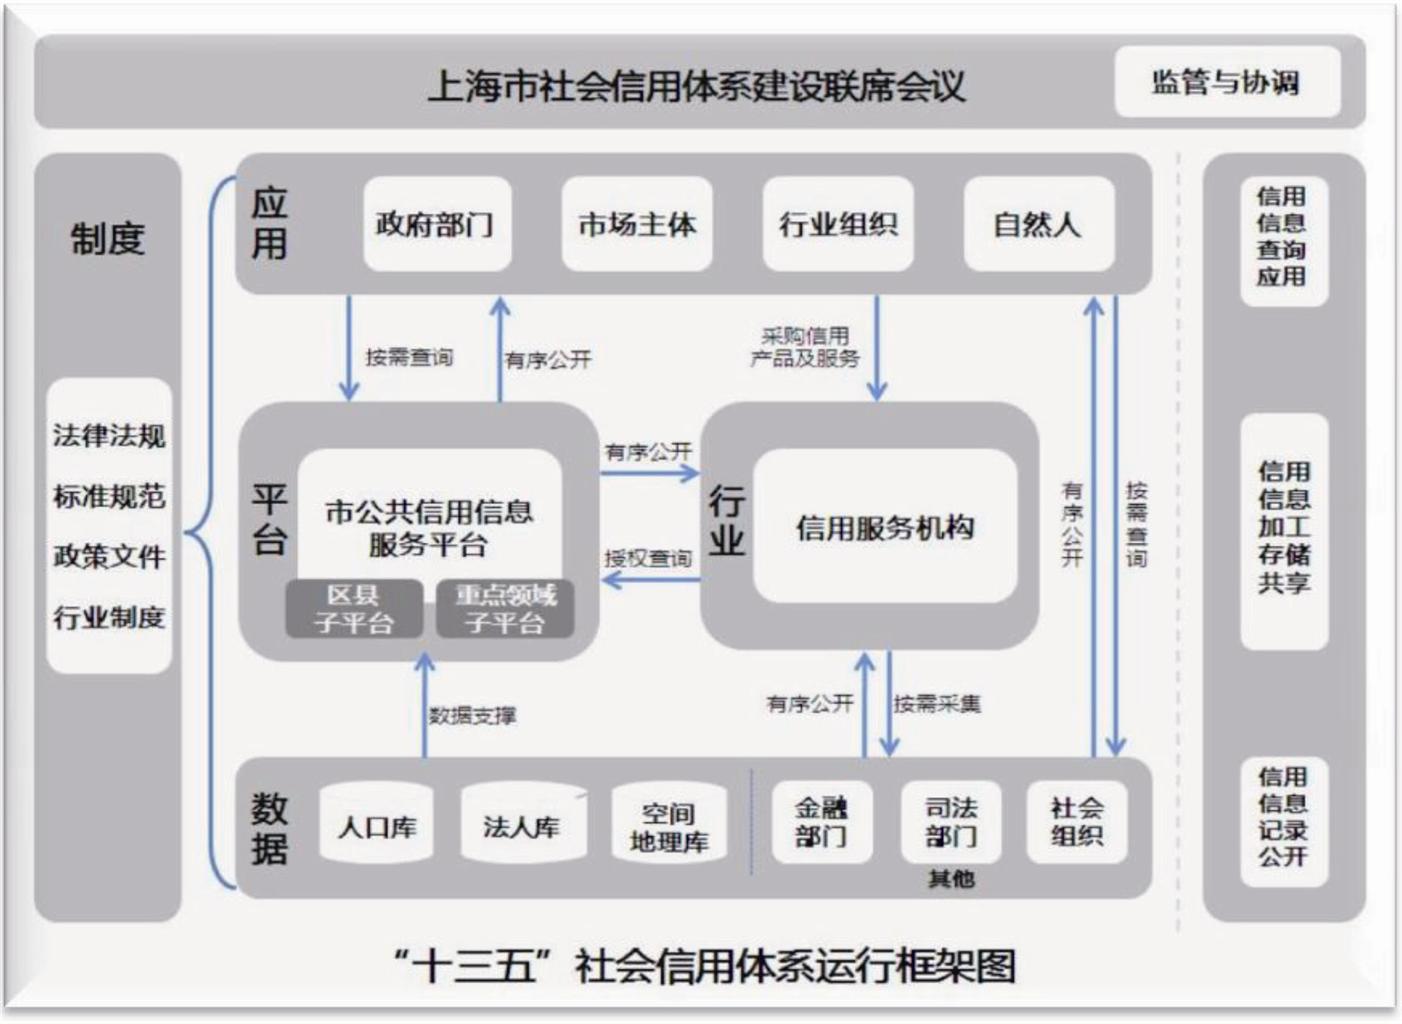 上海市社会信用体系建设联席会议
监管与协调
制度
法律法规
标准规范
政策文件
行业制度
应
用
政府部门
市场主体
行业组织
自然人
按需查询
有序公开
采购信用
产品及服务
平
台
市公共信用信息
服务平台
区县
子平台
重点领域
子平台
有序公开
授权查询
行
业
信用服务机构
有序公开
按需查询
数据支撑
有序公开
按需采集
数
据
人口库
法人库
空间
地理库
金融
部门
司法
部门
社会
组织
其他
信用
信息
查询
应用
信用
信息
加工
存储
共享
信用
信息
记录
公开
“十三五”社会信用体系运行框架图